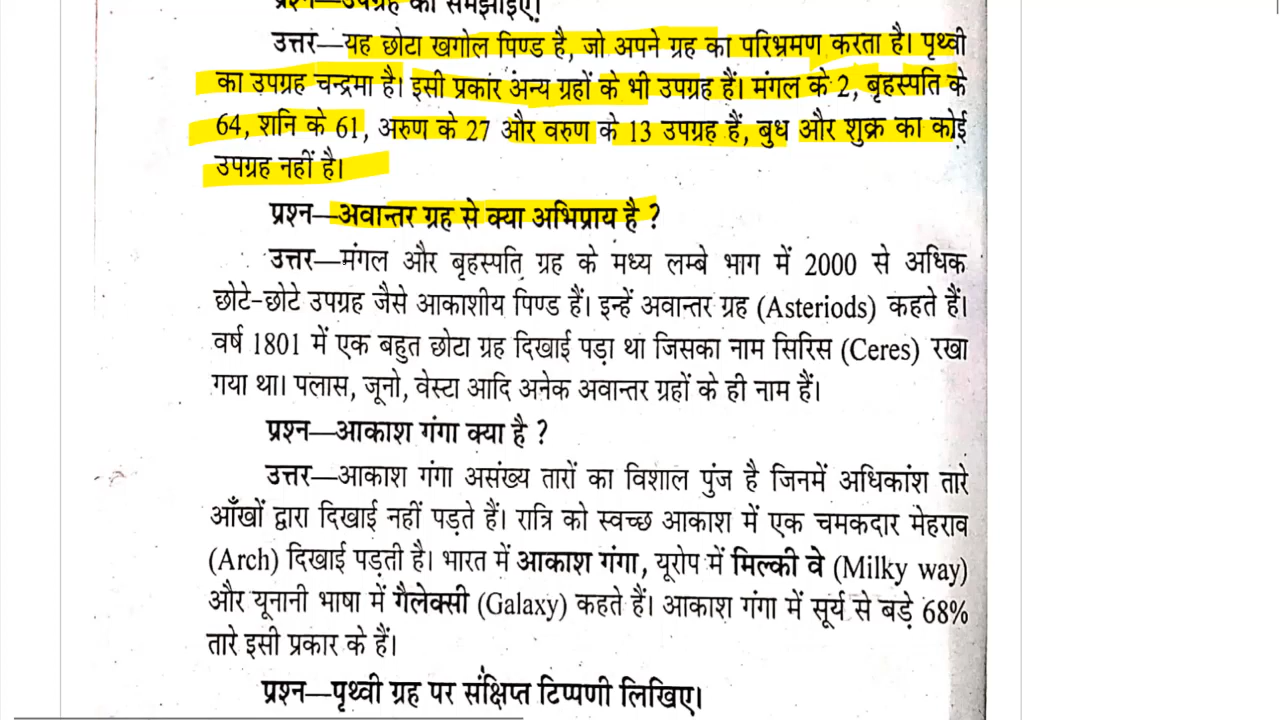 प्रश्न—उपग्रह को समझाइए।
उत्तर—यह छोटा खगोल पिण्ड है, जो अपने ग्रह का परिभ्रमण करता है। पृथ्वी
का उपग्रह चन्द्रमा है। इसी प्रकार अन्य ग्रहों के भी उपग्रह हैं। मंगल के 2, बृहस्पति के
64, शनि के 61, अरुण के 27 और वरुण के 13 उपग्रह हैं, बुध और शुक्र का कोई
उपग्रह नहीं है।
प्रश्न—अवान्तर ग्रह से क्या अभिप्राय है ?
उत्तर—मंगल और बृहस्पति ग्रह के मध्य लम्बे भाग में 2000 से अधिक
छोटे-छोटे उपग्रह जैसे आकाशीय पिण्ड हैं। इन्हें अवान्तर ग्रह (Asteriods) कहते हैं।
वर्ष 1801 में एक बहुत छोटा ग्रह दिखाई पड़ा था जिसका नाम सिरिस (Ceres) रखा
गया था। पलास, जूनो, वेस्टा आदि अनेक अवान्तर ग्रहों के ही नाम हैं।
प्रश्न—आकाश गंगा क्या है ?
उत्तर—आकाश गंगा असंख्य तारों का विशाल पुंज है जिनमें अधिकांश तारे
आँखों द्वारा दिखाई नहीं पड़ते हैं। रात्रि को स्वच्छ आकाश में एक चमकदार मेहराव
(Arch) दिखाई पड़ती है। भारत में आकाश गंगा, यूरोप में मिल्की वे (Milky way)
और यूनानी भाषा में गैलेक्सी (Galaxy) कहते हैं। आकाश गंगा में सूर्य से बड़े 68%
तारे इसी प्रकार के हैं।
प्रश्न—पृथ्वी ग्रह पर संक्षिप्त टिप्पणी लिखिए।